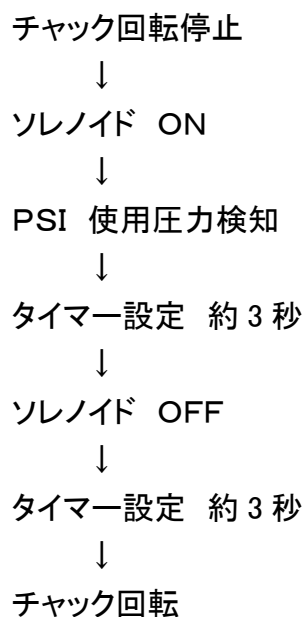 チャック回転停止
↓
ソレノイド　ＯＮ
↓
ＰＳＩ　使用圧力検知
↓
タイマー設定　約３秒
↓
ソレノイド　ＯＦＦ
↓
タイマー設定　約３秒
↓
チャック回転